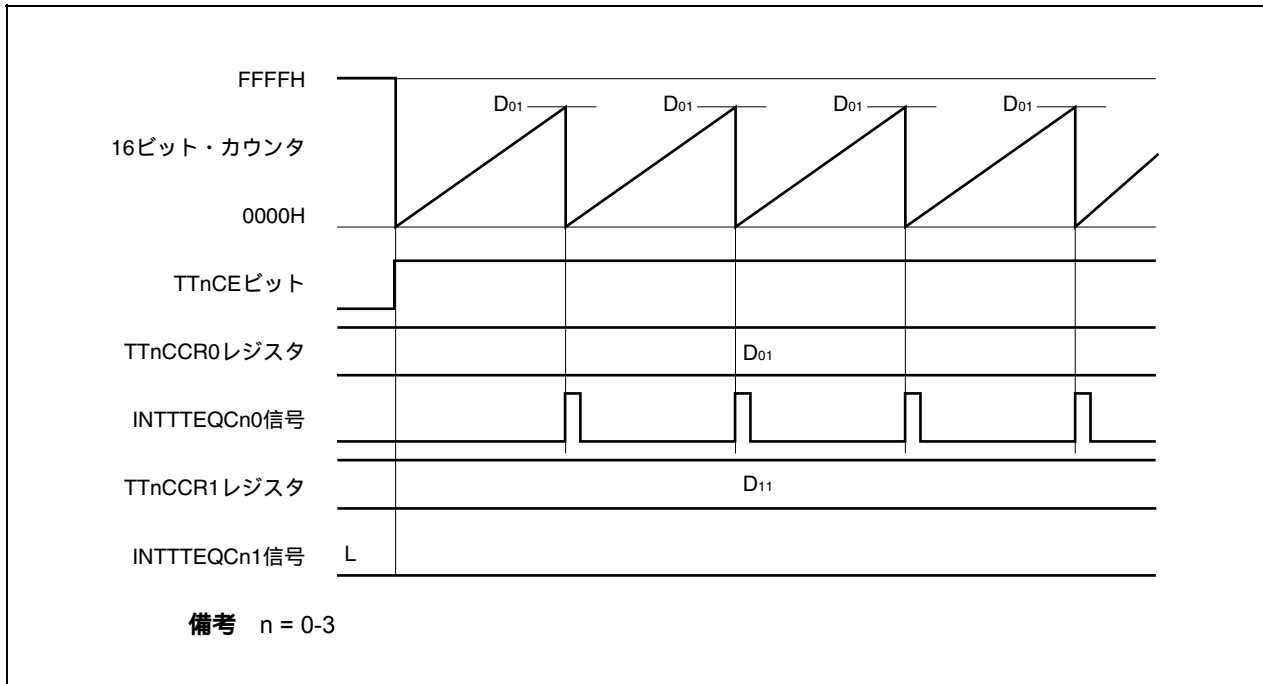 FFFFH
D01 D01 D01 D01
16ビット・カウンタ
0000H
TTnCEビット
TTnCCR0レジスタ D01
INTTTEQCn0信号
TTnCCR1レジスタ D11
INTTTEQCn1信号 L
備考 n = 0-3